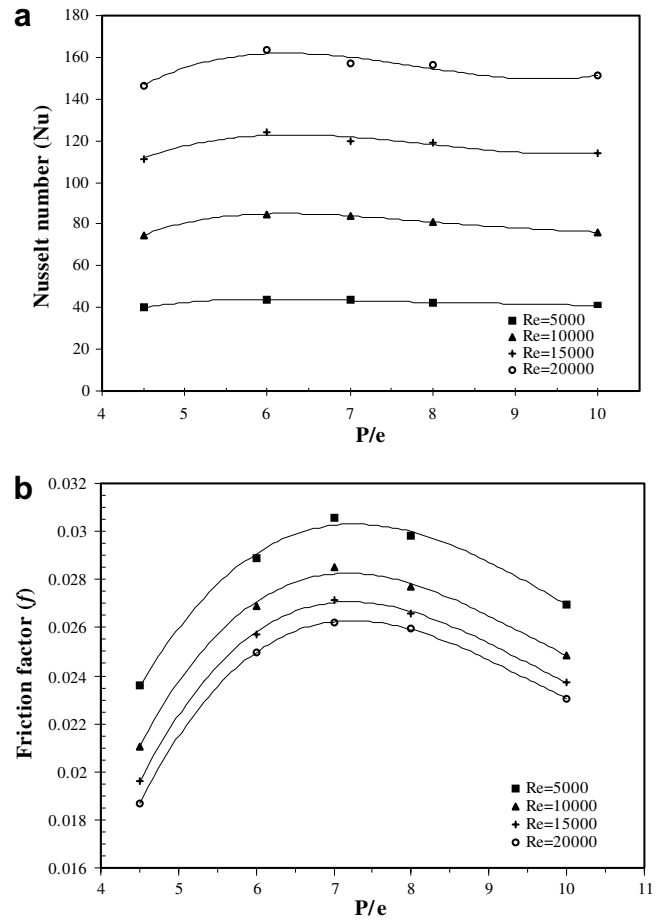 a
180
160
140
120
100
80
60
40
20
0
Nusselt number (Nu)
Re=5000
Re=10000
Re=15000
Re=20000
4 5 6 7 8 9 10
P/e
b
0.032
0.03
0.028
0.026
0.024
0.022
0.02
0.018
0.016
Friction factor (f)
Re=5000
Re=10000
Re=15000
Re=20000
4 5 6 7 8 9 10 11
P/e